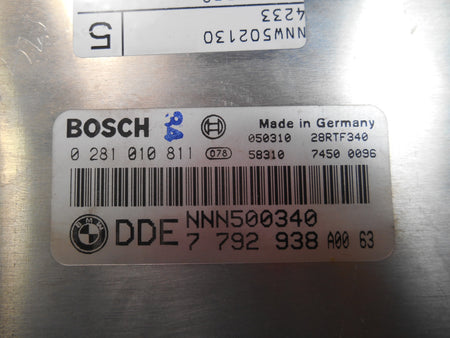 NNW502130
4233
5
BOSCH
Made in Germany
050310 28RTF340
0 281 010 811 078 58310 7450 0096
BMW
DDE NNN500340
7 792 938 A00 63